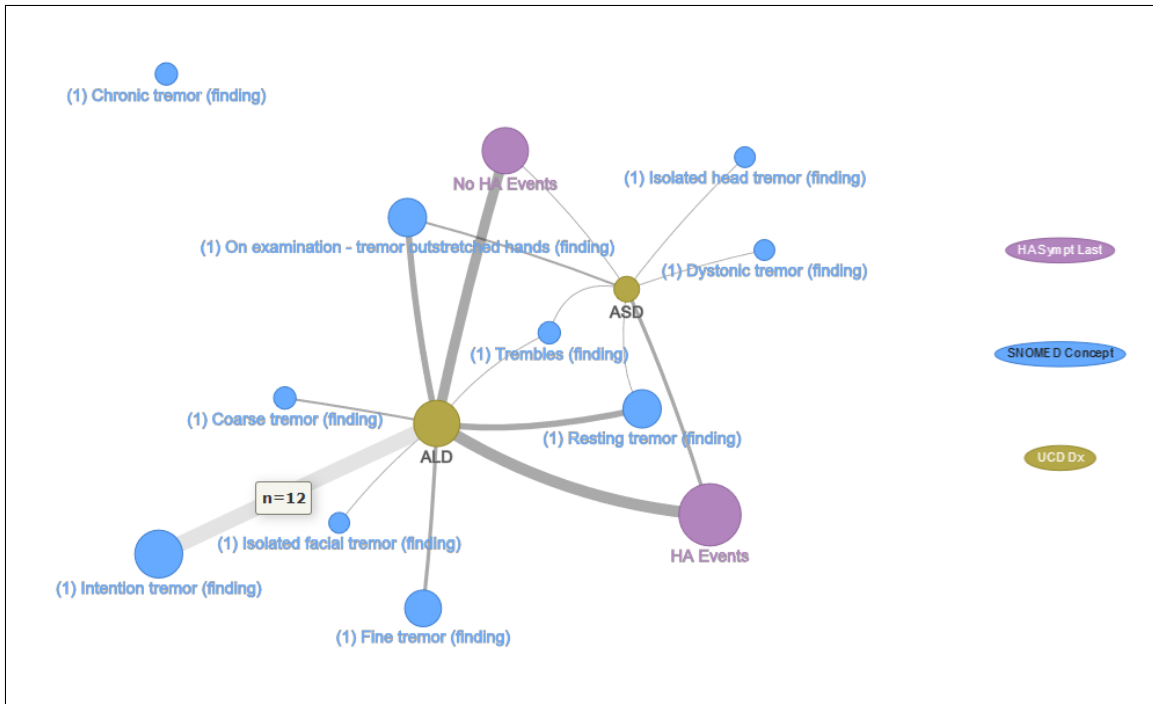 (1) Chronic tremor (finding)
No HA Events
(1) Isolated head tremor (finding)
(1) On examination - tremor outstretched hands (finding)
HA Sympt Last
(1) Dystonic tremor (finding)
ASD
(1) Trembles (finding)
SNOMED Concept
(1) Coarse tremor (finding)
(1) Resting tremor (finding)
ALD
UCD Dx
n=12
(1) Isolated facial tremor (finding)
HA Events
(1) Intention tremor (finding)
(1) Fine tremor (finding)